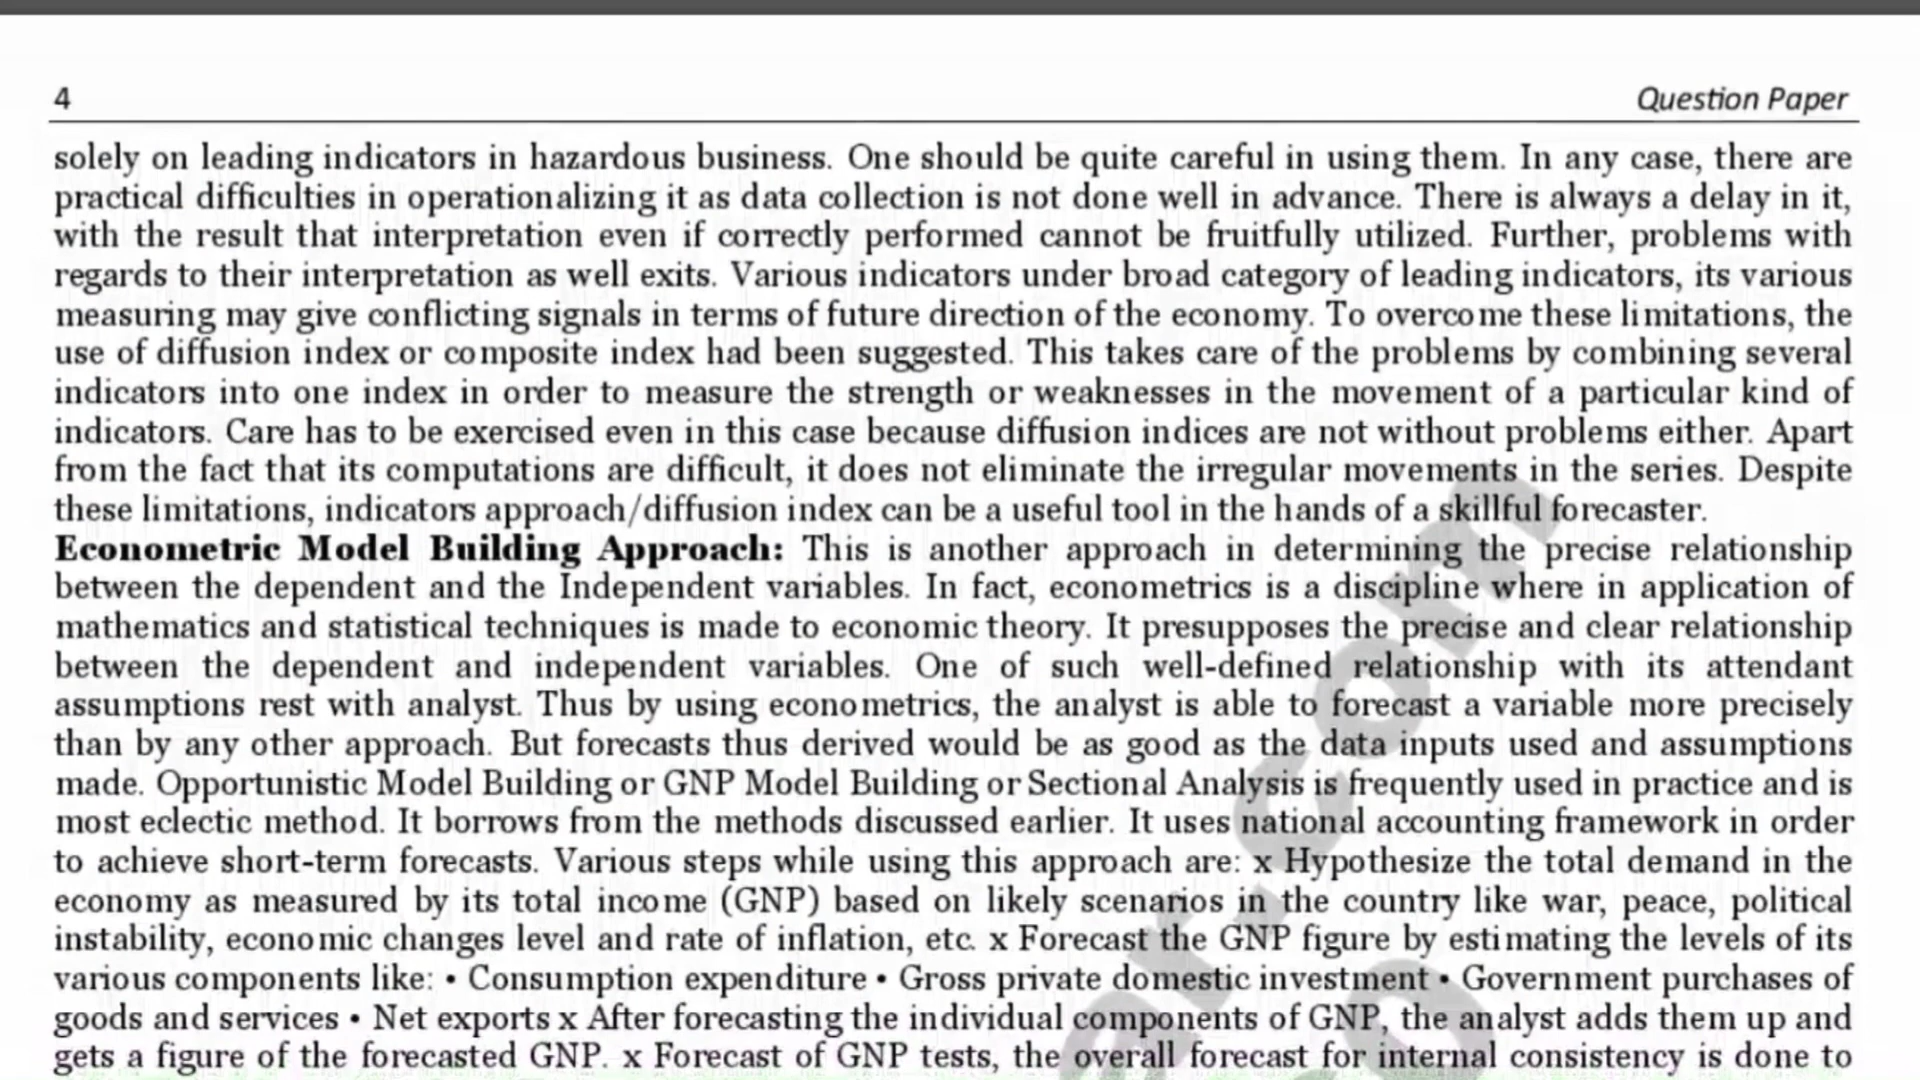 4
Question Paper
solely on leading indicators in hazardous business. One should be quite careful in using them. In any case, there are
practical difficulties in operationalizing it as data collection is not done well in advance. There is always a delay in it,
with the result that interpretation even if correctly performed cannot be fruitfully utilized. Further, problems with
regards to their interpretation as well exits. Various indicators under broad category of leading indicators, its various
measuring may give conflicting signals in terms of future direction of the economy. To overcome these limitations, the
use of diffusion index or composite index had been suggested. This takes care of the problems by combining several
indicators into one index in order to measure the strength or weaknesses in the movement of a particular kind of
indicators. Care has to be exercised even in this case because diffusion indices are not without problems either. Apart
from the fact that its computations are difficult, it does not eliminate the irregular movements in the series. Despite
these limitations, indicators approach/diffusion index can be a useful tool in the hands of a skillful forecaster.
Econometric Model Building Approach: This is another approach in determining the precise relationship
between the dependent and the Independent variables. In fact, econometrics is a discipline where in application of
mathematics and statistical techniques is made to economic theory. It presupposes the precise and clear relationship
between the dependent and independent variables. One of such well-defined relationship with its attendant
assumptions rest with analyst. Thus by using econometrics, the analyst is able to forecast a variable more precisely
than by any other approach. But forecasts thus derived would be as good as the data inputs used and assumptions
made. Opportunistic Model Building or GNP Model Building or Sectional Analysis is frequently used in practice and is
most eclectic method. It borrows from the methods discussed earlier. It uses national accounting framework in order
to achieve short-term forecasts. Various steps while using this approach are: x Hypothesize the total demand in the
economy as measured by its total income (GNP) based on likely scenarios in the country like war, peace, political
instability, economic changes level and rate of inflation, etc. x Forecast the GNP figure by estimating the levels of its
various components like: • Consumption expenditure • Gross private domestic investment • Government purchases of
goods and services • Net exports x After forecasting the individual components of GNP, the analyst adds them up and
gets a figure of the forecasted GNP. x Forecast of GNP tests, the overall forecast for internal consistency is done to
ar.com